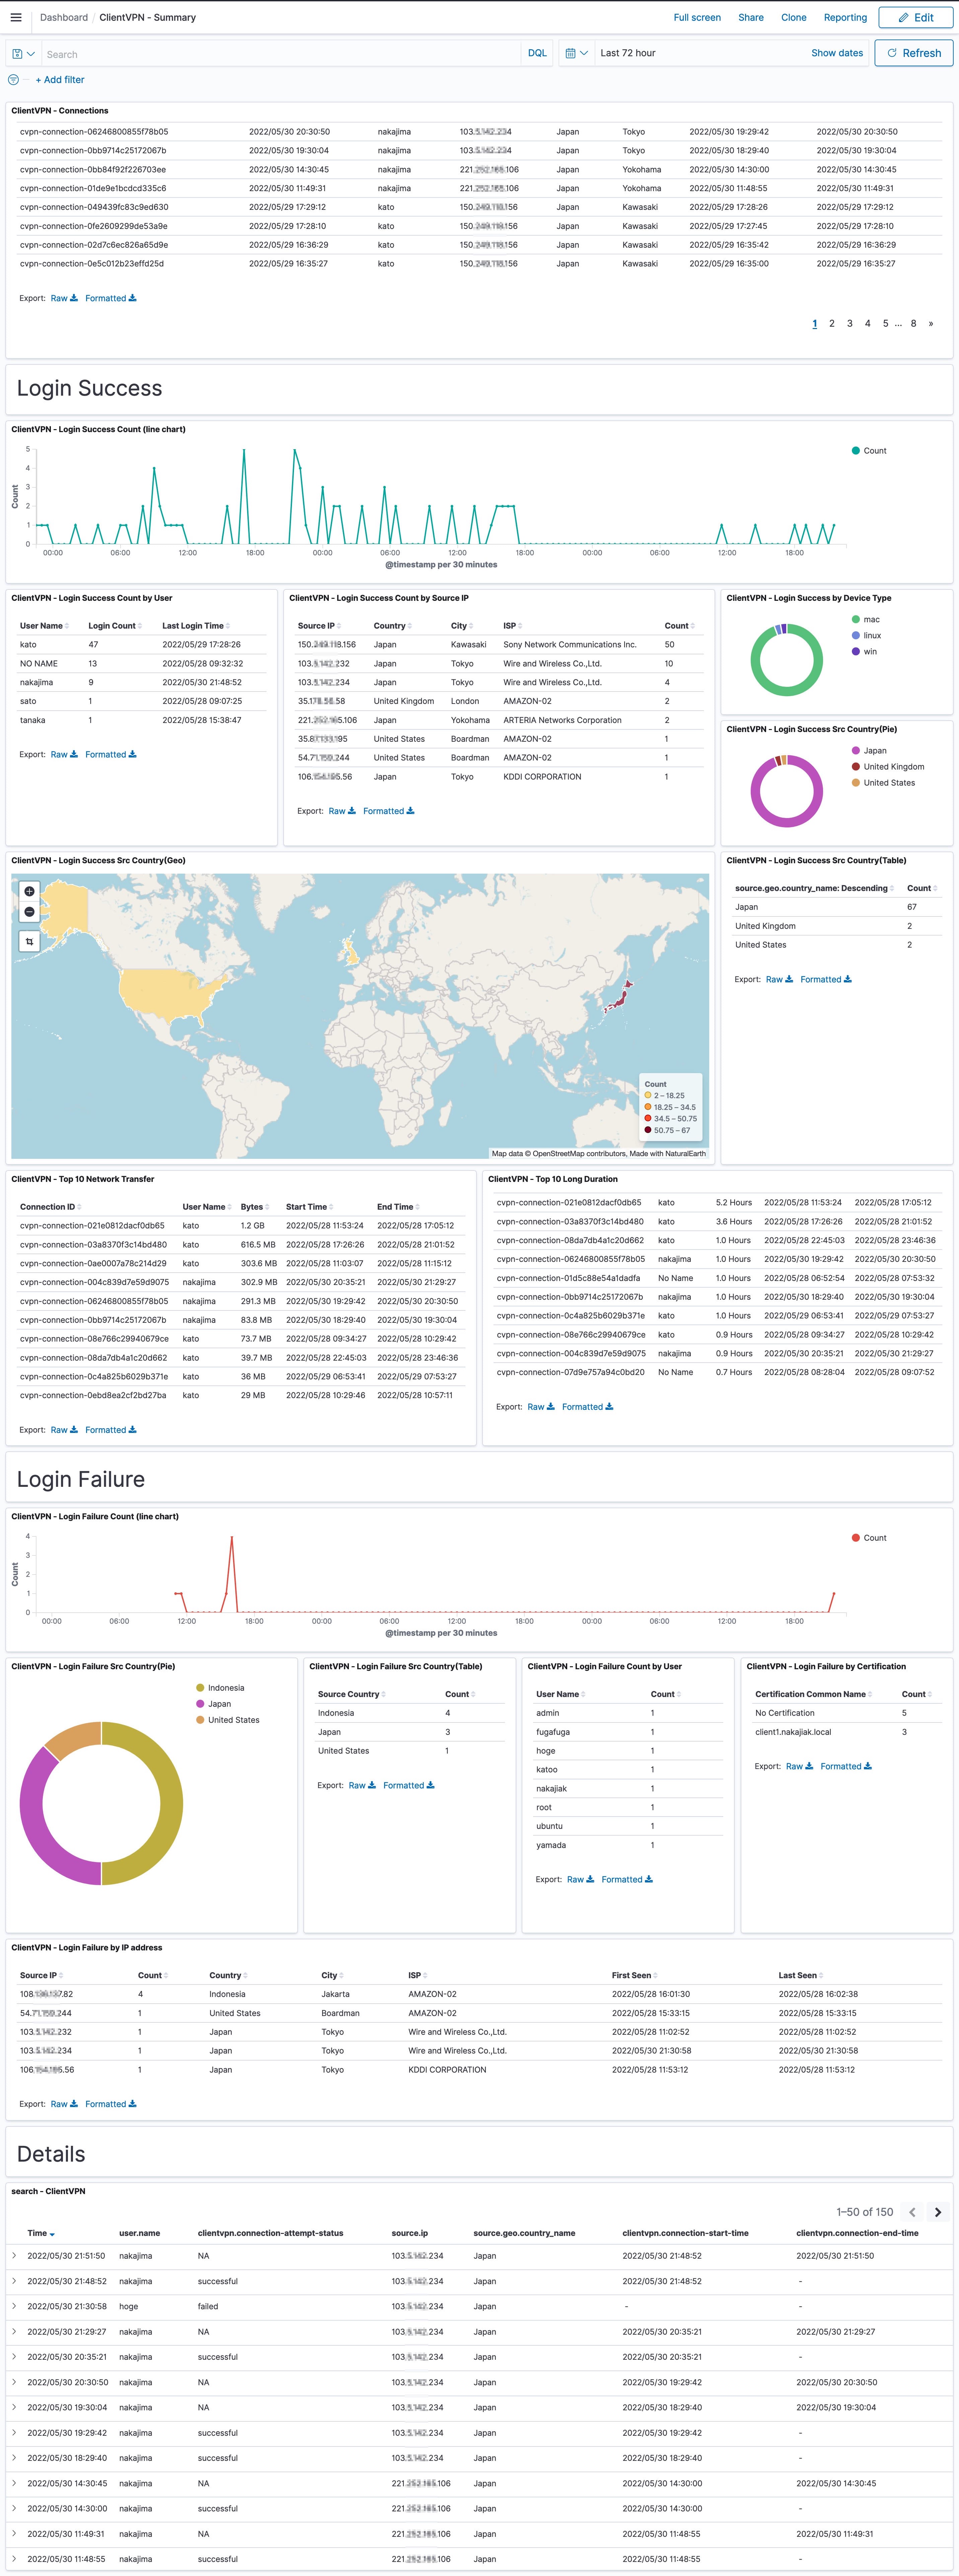 Dashboard / ClientVPN - Summary Full screen Share Clone Reporting Edit
Search DQL Last 72 hour Show dates Refresh
+ Add filter
ClientVPN - Connections
cvpn-connection-06246800855f78b05 2022/05/30 20:30:50 nakajima 103. Japan Tokyo 2022/05/30 19:29:42 2022/05/30 20:30:50
cvpn-connection-0bb9714c25172067b 2022/05/30 19:30:04 nakajima 103. Japan Tokyo 2022/05/30 18:29:40 2022/05/30 19:30:04
cvpn-connection-0bb84f92f226703ee 2022/05/30 14:30:45 nakajima 221. .106 Japan Yokohama 2022/05/30 14:30:00 2022/05/30 14:30:45
cvpn-connection-01de9e1bcdcd335c6 2022/05/30 11:49:31 nakajima 221. .106 Japan Yokohama 2022/05/30 11:48:55 2022/05/30 11:49:31
cvpn-connection-049439fc83c9ed630 2022/05/29 17:29:12 kato 150. .156 Japan Kawasaki 2022/05/29 17:28:26 2022/05/29 17:29:12
cvpn-connection-0fe2609299de53a9e 2022/05/29 17:28:10 kato 150. .156 Japan Kawasaki 2022/05/29 17:27:45 2022/05/29 17:28:10
cvpn-connection-02d7c6ec826a65d9e 2022/05/29 16:36:29 kato 150. .156 Japan Kawasaki 2022/05/29 16:35:42 2022/05/29 16:36:29
cvpn-connection-0e5c012b23effd25d 2022/05/29 16:35:27 kato 150. .156 Japan Kawasaki 2022/05/29 16:35:00 2022/05/29 16:35:27
Export: Raw Formatted
1 2 3 4 5 ... 8 »
Login Success
ClientVPN - Login Success Count (line chart)
Count
5
4
3
2
1
0
Count
00:00 06:00 12:00 18:00 00:00 06:00 12:00 18:00 00:00 06:00 12:00 18:00
@timestamp per 30 minutes
ClientVPN - Login Success Count by User
User Name Login Count Last Login Time
kato 47 2022/05/29 17:28:26
NO NAME 13 2022/05/28 09:32:32
nakajima 9 2022/05/30 21:48:52
sato 1 2022/05/28 09:07:25
tanaka 1 2022/05/28 15:38:47
Export: Raw Formatted
ClientVPN - Login Success Count by Source IP
Source IP Country City ISP Count
150. .156 Japan Kawasaki Sony Network Communications Inc. 50
103. .232 Japan Tokyo Wire and Wireless Co.,Ltd. 10
103. .234 Japan Tokyo Wire and Wireless Co.,Ltd. 4
35. .58 United Kingdom London AMAZON-02 2
221. .106 Japan Yokohama ARTERIA Networks Corporation 2
35. United States Boardman AMAZON-02 1
54. .244 United States Boardman AMAZON-02 1
106. .56 Japan Tokyo KDDI CORPORATION 1
Export: Raw Formatted
ClientVPN - Login Success by Device Type
mac
linux
win
ClientVPN - Login Success Src Country(Pie)
Japan
United Kingdom
United States
ClientVPN - Login Success Src Country(Geo)
Count
2 – 18.25
18.25 – 34.5
34.5 – 50.75
50.75 – 67
Map data © OpenStreetMap contributors, Made with NaturalEarth
ClientVPN - Login Success Src Country(Table)
source.geo.country_name: Descending Count
Japan 67
United Kingdom 2
United States 2
Export: Raw Formatted
ClientVPN - Top 10 Network Transfer
Connection ID User Name Bytes Start Time End Time
cvpn-connection-021e0812dacf0db65 kato 1.2 GB 2022/05/28 11:53:24 2022/05/28 17:05:12
cvpn-connection-03a8370f3c14bd480 kato 616.5 MB 2022/05/28 17:26:26 2022/05/28 21:01:52
cvpn-connection-0ae0007a78c214d29 kato 303.6 MB 2022/05/28 11:03:07 2022/05/28 11:15:12
cvpn-connection-004c839d7e59d9075 nakajima 302.9 MB 2022/05/30 20:35:21 2022/05/30 21:29:27
cvpn-connection-06246800855f78b05 nakajima 291.3 MB 2022/05/30 19:29:42 2022/05/30 20:30:50
cvpn-connection-0bb9714c25172067b nakajima 83.8 MB 2022/05/30 18:29:40 2022/05/30 19:30:04
cvpn-connection-08e766c29940679ce kato 73.7 MB 2022/05/28 09:34:27 2022/05/28 10:29:42
cvpn-connection-08da7db4a1c20d662 kato 39.7 MB 2022/05/28 22:45:03 2022/05/28 23:46:36
cvpn-connection-0c4a825b6029b371e kato 36 MB 2022/05/29 06:53:41 2022/05/29 07:53:27
cvpn-connection-0ebd8ea2cf2bd27ba kato 29 MB 2022/05/28 10:29:46 2022/05/28 10:57:11
Export: Raw Formatted
ClientVPN - Top 10 Long Duration
cvpn-connection-021e0812dacf0db65 kato 5.2 Hours 2022/05/28 11:53:24 2022/05/28 17:05:12
cvpn-connection-03a8370f3c14bd480 kato 3.6 Hours 2022/05/28 17:26:26 2022/05/28 21:01:52
cvpn-connection-08da7db4a1c20d662 kato 1.0 Hours 2022/05/28 22:45:03 2022/05/28 23:46:36
cvpn-connection-06246800855f78b05 nakajima 1.0 Hours 2022/05/30 19:29:42 2022/05/30 20:30:50
cvpn-connection-01d5c88e54a1dadfa No Name 1.0 Hours 2022/05/28 06:52:54 2022/05/28 07:53:32
cvpn-connection-0bb9714c25172067b nakajima 1.0 Hours 2022/05/30 18:29:40 2022/05/30 19:30:04
cvpn-connection-0c4a825b6029b371e kato 1.0 Hours 2022/05/29 06:53:41 2022/05/29 07:53:27
cvpn-connection-08e766c29940679ce kato 0.9 Hours 2022/05/28 09:34:27 2022/05/28 10:29:42
cvpn-connection-004c839d7e59d9075 nakajima 0.9 Hours 2022/05/30 20:35:21 2022/05/30 21:29:27
cvpn-connection-07d9e757a94c0bd20 No Name 0.7 Hours 2022/05/28 08:28:04 2022/05/28 09:07:52
Export: Raw Formatted
Login Failure
ClientVPN - Login Failure Count (line chart)
Count
4
3
2
1
0
Count
00:00 06:00 12:00 18:00 00:00 06:00 12:00 18:00 00:00 06:00 12:00 18:00
@timestamp per 30 minutes
ClientVPN - Login Failure Src Country(Pie)
Indonesia
Japan
United States
ClientVPN - Login Failure Src Country(Table)
Source Country Count
Indonesia 4
Japan 3
United States 1
Export: Raw Formatted
ClientVPN - Login Failure Count by User
User Name Count
admin 1
fugafuga 1
hoge 1
katoo 1
nakajiak 1
root 1
ubuntu 1
yamada 1
Export: Raw Formatted
ClientVPN - Login Failure by Certification
Certification Common Name Count
No Certification 5
client1.nakajiak.local 3
Export: Raw Formatted
ClientVPN - Login Failure by IP address
Source IP Count Country City ISP First Seen Last Seen
108. .82 4 Indonesia Jakarta AMAZON-02 2022/05/28 16:01:30 2022/05/28 16:02:38
54. .244 1 United States Boardman AMAZON-02 2022/05/28 15:33:15 2022/05/28 15:33:15
103. .232 1 Japan Tokyo Wire and Wireless Co.,Ltd. 2022/05/28 11:02:52 2022/05/28 11:02:52
103. .234 1 Japan Tokyo Wire and Wireless Co.,Ltd. 2022/05/30 21:30:58 2022/05/30 21:30:58
106. .56 1 Japan Tokyo KDDI CORPORATION 2022/05/28 11:53:12 2022/05/28 11:53:12
Export: Raw Formatted
Details
search - ClientVPN
1–50 of 150
Time user.name clientvpn.connection-attempt-status source.ip source.geo.country_name clientvpn.connection-start-time clientvpn.connection-end-time
2022/05/30 21:51:50 nakajima NA 103. .234 Japan 2022/05/30 21:48:52 2022/05/30 21:51:50
2022/05/30 21:48:52 nakajima successful 103. .234 Japan 2022/05/30 21:48:52 -
2022/05/30 21:30:58 hoge failed 103. .234 Japan - -
2022/05/30 21:29:27 nakajima NA 103. .234 Japan 2022/05/30 20:35:21 2022/05/30 21:29:27
2022/05/30 20:35:21 nakajima successful 103. .234 Japan 2022/05/30 20:35:21 -
2022/05/30 20:30:50 nakajima NA 103. .234 Japan 2022/05/30 19:29:42 2022/05/30 20:30:50
2022/05/30 19:30:04 nakajima NA 103. .234 Japan 2022/05/30 18:29:40 2022/05/30 19:30:04
2022/05/30 19:29:42 nakajima successful 103. .234 Japan 2022/05/30 19:29:42 -
2022/05/30 18:29:40 nakajima successful 103. .234 Japan 2022/05/30 18:29:40 -
2022/05/30 14:30:45 nakajima NA 221. .106 Japan 2022/05/30 14:30:00 2022/05/30 14:30:45
2022/05/30 14:30:00 nakajima successful 221. .106 Japan 2022/05/30 14:30:00 -
2022/05/30 11:49:31 nakajima NA 221. .106 Japan 2022/05/30 11:48:55 2022/05/30 11:49:31
2022/05/30 11:48:55 nakajima successful 221. .106 Japan 2022/05/30 11:48:55 -